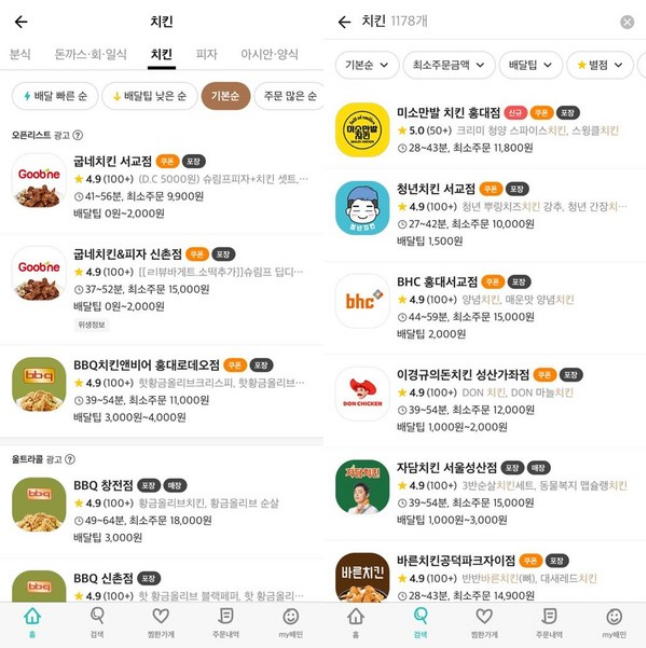 치킨
분식 돈까스·회·일식 치킨 피자 아시안·양식
배달 빠른 순 배달팁 낮은 순 기본순 주문 많은 순
오픈리스트 광고 ?
Goobne
굽네치킨 서교점 쿠폰 포장
4.9 (100+) (D.C 5000원) 슈림프피자+치킨 셋트,...
41~56분, 최소주문 9,900원
배달팁 0원~2,000원
Goobne
굽네치킨&피자 신촌점 쿠폰 포장
4.9 (100+) [[ㄹ|뷰바게트.소떡추가]]슈림프 딥디...
37~52분, 최소주문 15,000원
배달팁 0원~2,000원
위생정보
bbq
BBQ치킨앤비어 홍대로데오점 쿠폰 포장
4.9 (100+) 핫황금올리브크리스피, 핫황금올리브...
39~54분, 최소주문 11,000원
배달팁 3,000원~4,000원
울트라콜 광고 ?
bbq
BBQ 창전점 포장 매장
4.9 (100+) 황금올리브치킨, 황금올리브 순살
49~64분, 최소주문 18,000원
배달팁 3,000원
bbq
BBQ 신촌점 포장
4.9 (100+) 핫 황금올리브 블랙페퍼, 핫 황금올리...
홈 검색 찜한가게 주문내역 my배민
치킨 1178개
기본순 최소주문금액 배달팁 별점
미소만발 치킨
미소만발 치킨 홍대점 신규 쿠폰 포장
5.0 (50+) 크리미 청양 스파이스치킨, 스윙클치킨
28~43분, 최소주문 11,800원
청년치킨
청년치킨 서교점 쿠폰 포장
4.9 (100+) 청년 뿌링치즈치킨 강추, 청년 간장치...
27~42분, 최소주문 10,000원
배달팁 1,500원
bhc
BHC 홍대서교점 쿠폰 포장
4.9 (100+) 양념치킨, 매운맛 양념치킨
44~59분, 최소주문 15,000원
배달팁 2,000원
DON CHICKEN
이경규의돈치킨 성산가좌점 쿠폰 포장
4.9 (100+) DON 치킨, DON 마늘치킨
39~54분, 최소주문 12,000원
배달팁 1,000원~2,000원
자담치킨
자담치킨 서울성산점 포장 매장
4.9 (100+) 3반순살치킨세트, 동물복지 맵슐랭치킨
39~54분, 최소주문 15,000원
배달팁 1,000원~3,000원
바른치킨
바른치킨공덕파크자이점 쿠폰 포장
4.9 (100+) 반반바른치킨(뼈), 대새레드치킨
28~43분, 최소주문 14,900원
홈 검색 찜한가게 주문내역 my배민